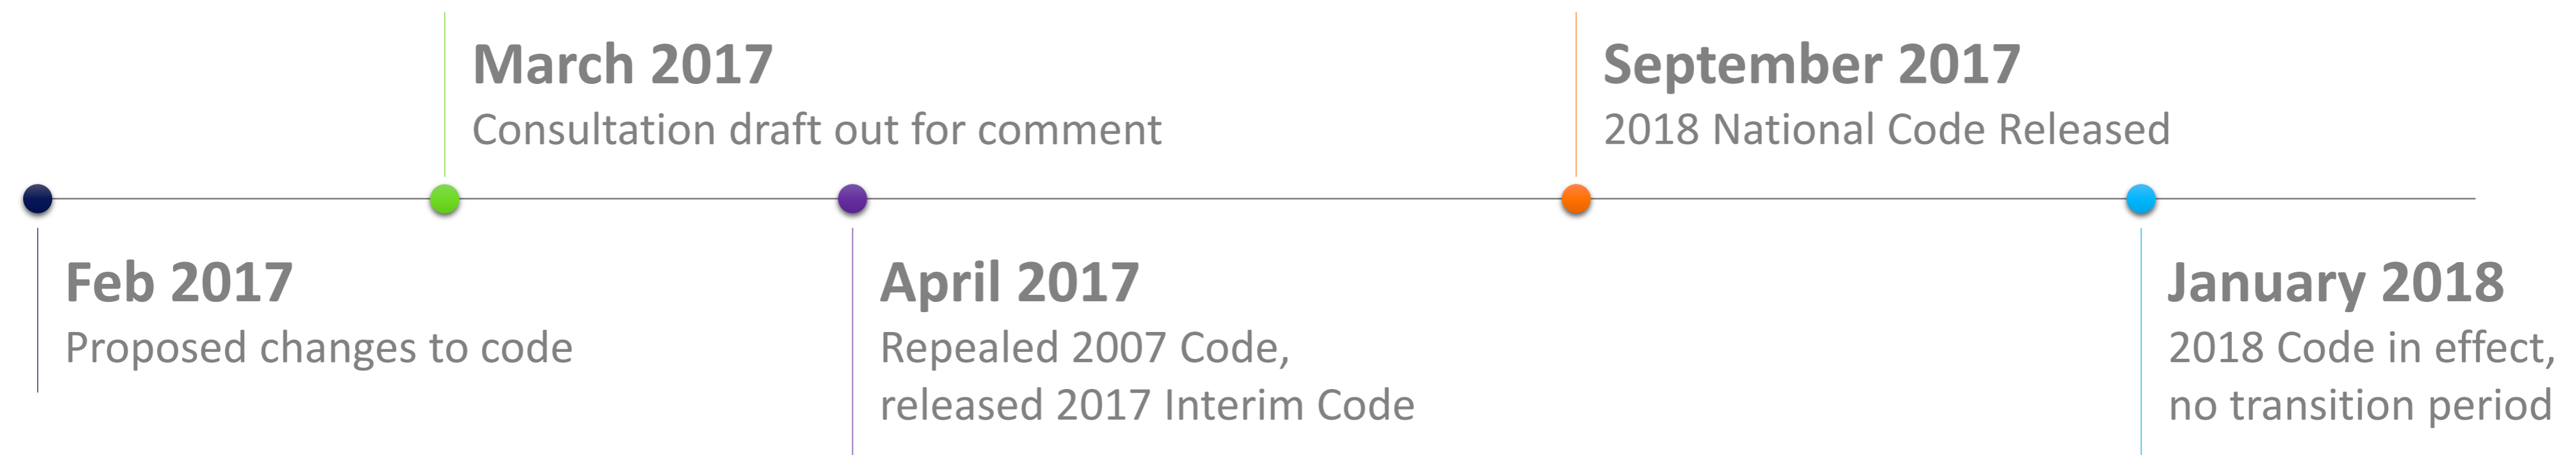 March 2017
Consultation draft out for comment
September 2017
2018 National Code Released
Feb 2017
Proposed changes to code
April 2017
Repealed 2007 Code,
released 2017 Interim Code
January 2018
2018 Code in effect,
no transition period